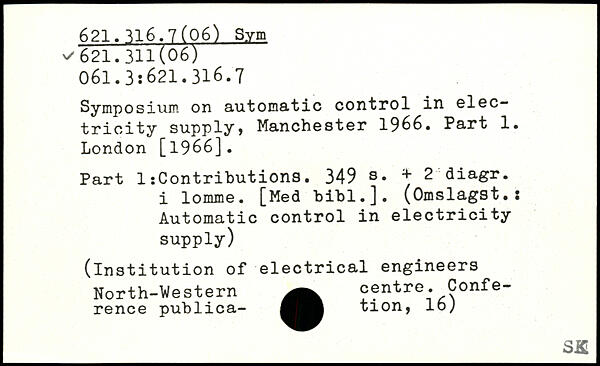 621.316.7(06) Sym
✓ 621.311(06)
061.3:621.316.7
Symposium on automatic control in elec-
tricity supply, Manchester 1966. Part 1.
London [1966].
Part 1:Contributions. 349 s. + 2 diagr.
i lomme. [Med bibl.]. (Omslagst.:
Automatic control in electricity
supply)
(Institution of electrical engineers
North-Western centre. Confe-
rence publica- tion, 16)